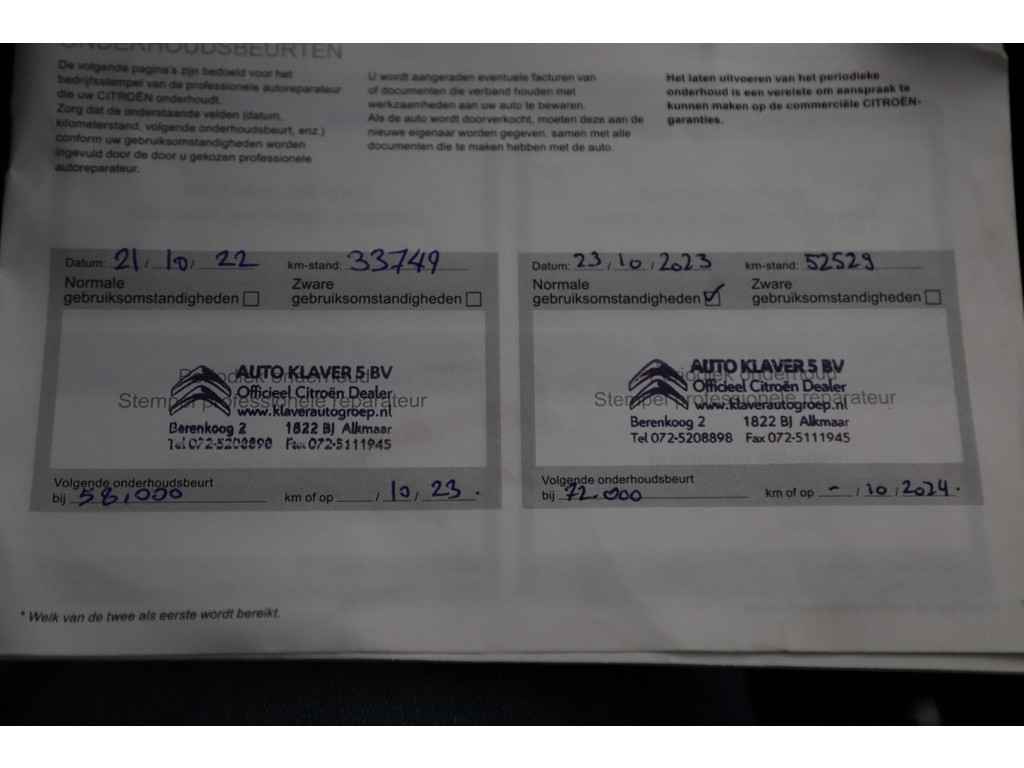 ONDERHOUDSBEURTEN
De volgende pagina's zijn bedoeld voor het
bedrijfsstempel van de professionele autoreparateur
die uw CITROËN onderhoudt.
Zorg dat de onderstaande velden (datum,
kilometerstand, volgende onderhoudsbeurt, enz.)
conform uw gebruiksomstandigheden worden
ingevuld door de door u gekozen professionele
autoreparateur.
U wordt aangeraden eventuele facturen van
of documenten die verband houden met
werkzaamheden aan uw auto te bewaren.
Als de auto wordt doorverkocht, moeten deze aan de
nieuwe eigenaar worden gegeven, samen met alle
documenten die te maken hebben met de auto.
Het laten uitvoeren van het periodieke
onderhoud is een vereiste om aanspraak te
kunnen maken op de commerciële CITROËN-
garanties.
Datum: 21/10/22 km-stand: 33749
Normale gebruiksomstandigheden
Zware gebruiksomstandigheden
Periodiek onderhoud
Stempel professionele reparateur
AUTO KLAVER 5 BV
Officieel Citroën Dealer
www.klaverautogroep.nl
Berenkoog 2 1822 BJ Alkmaar
Tel 072-5208898 Fax 072-5111945
Volgende onderhoudsbeurt
bij 58,000 km of op / 10, 23.
Datum: 23/10/2023 km-stand: 52529
Normale gebruiksomstandigheden
Zware gebruiksomstandigheden
Periodiek onderhoud
Stempel professionele reparateur
AUTO KLAVER 5 BV
Officieel Citroën Dealer
www.klaverautogroep.nl
Berenkoog 2 1822 BJ Alkmaar
Tel 072-5208898 Fax 072-5111945
Volgende onderhoudsbeurt
bij 72.000 km of op - /10/2024.
* Welk van de twee als eerste wordt bereikt.